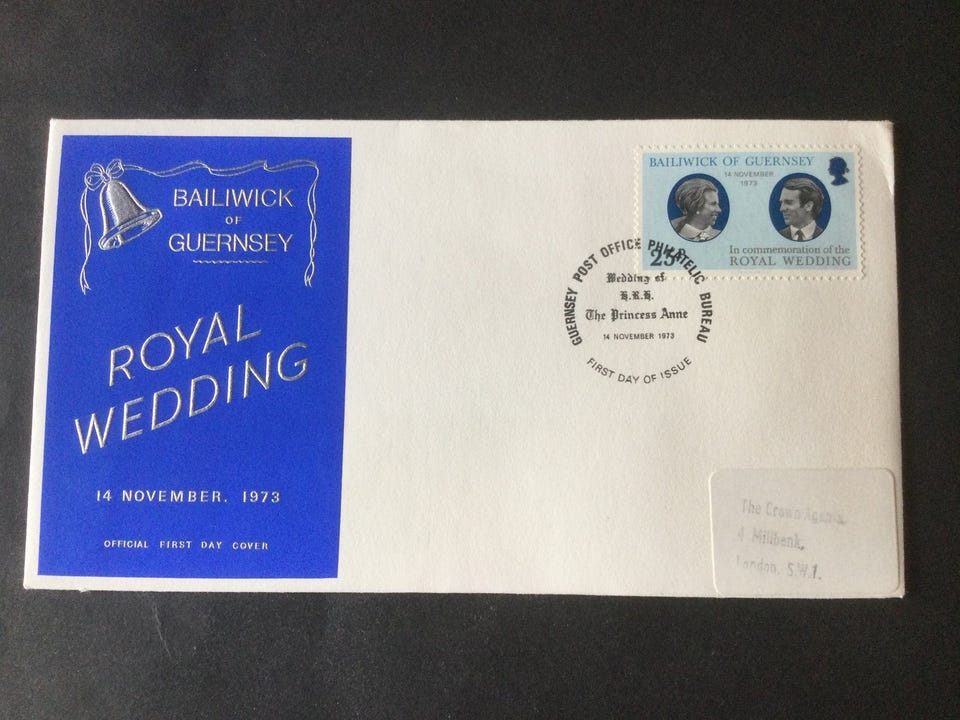 BAILIWICK
OF
GUERNSEY
ROYAL
WEDDING
14 NOVEMBER. 1973
OFFICIAL FIRST DAY COVER
BAILIWICK OF GUERNSEY
14 NOVEMBER
1973
25
In commemoration of the
ROYAL WEDDING
GUERNSEY POST OFFICE PHILATELIC BUREAU
Wedding of
H.R.H.
The Princess Anne
14 NOVEMBER 1973
FIRST DAY OF ISSUE
The Crown Agents,
4 Millbank,
London, S.W.1.